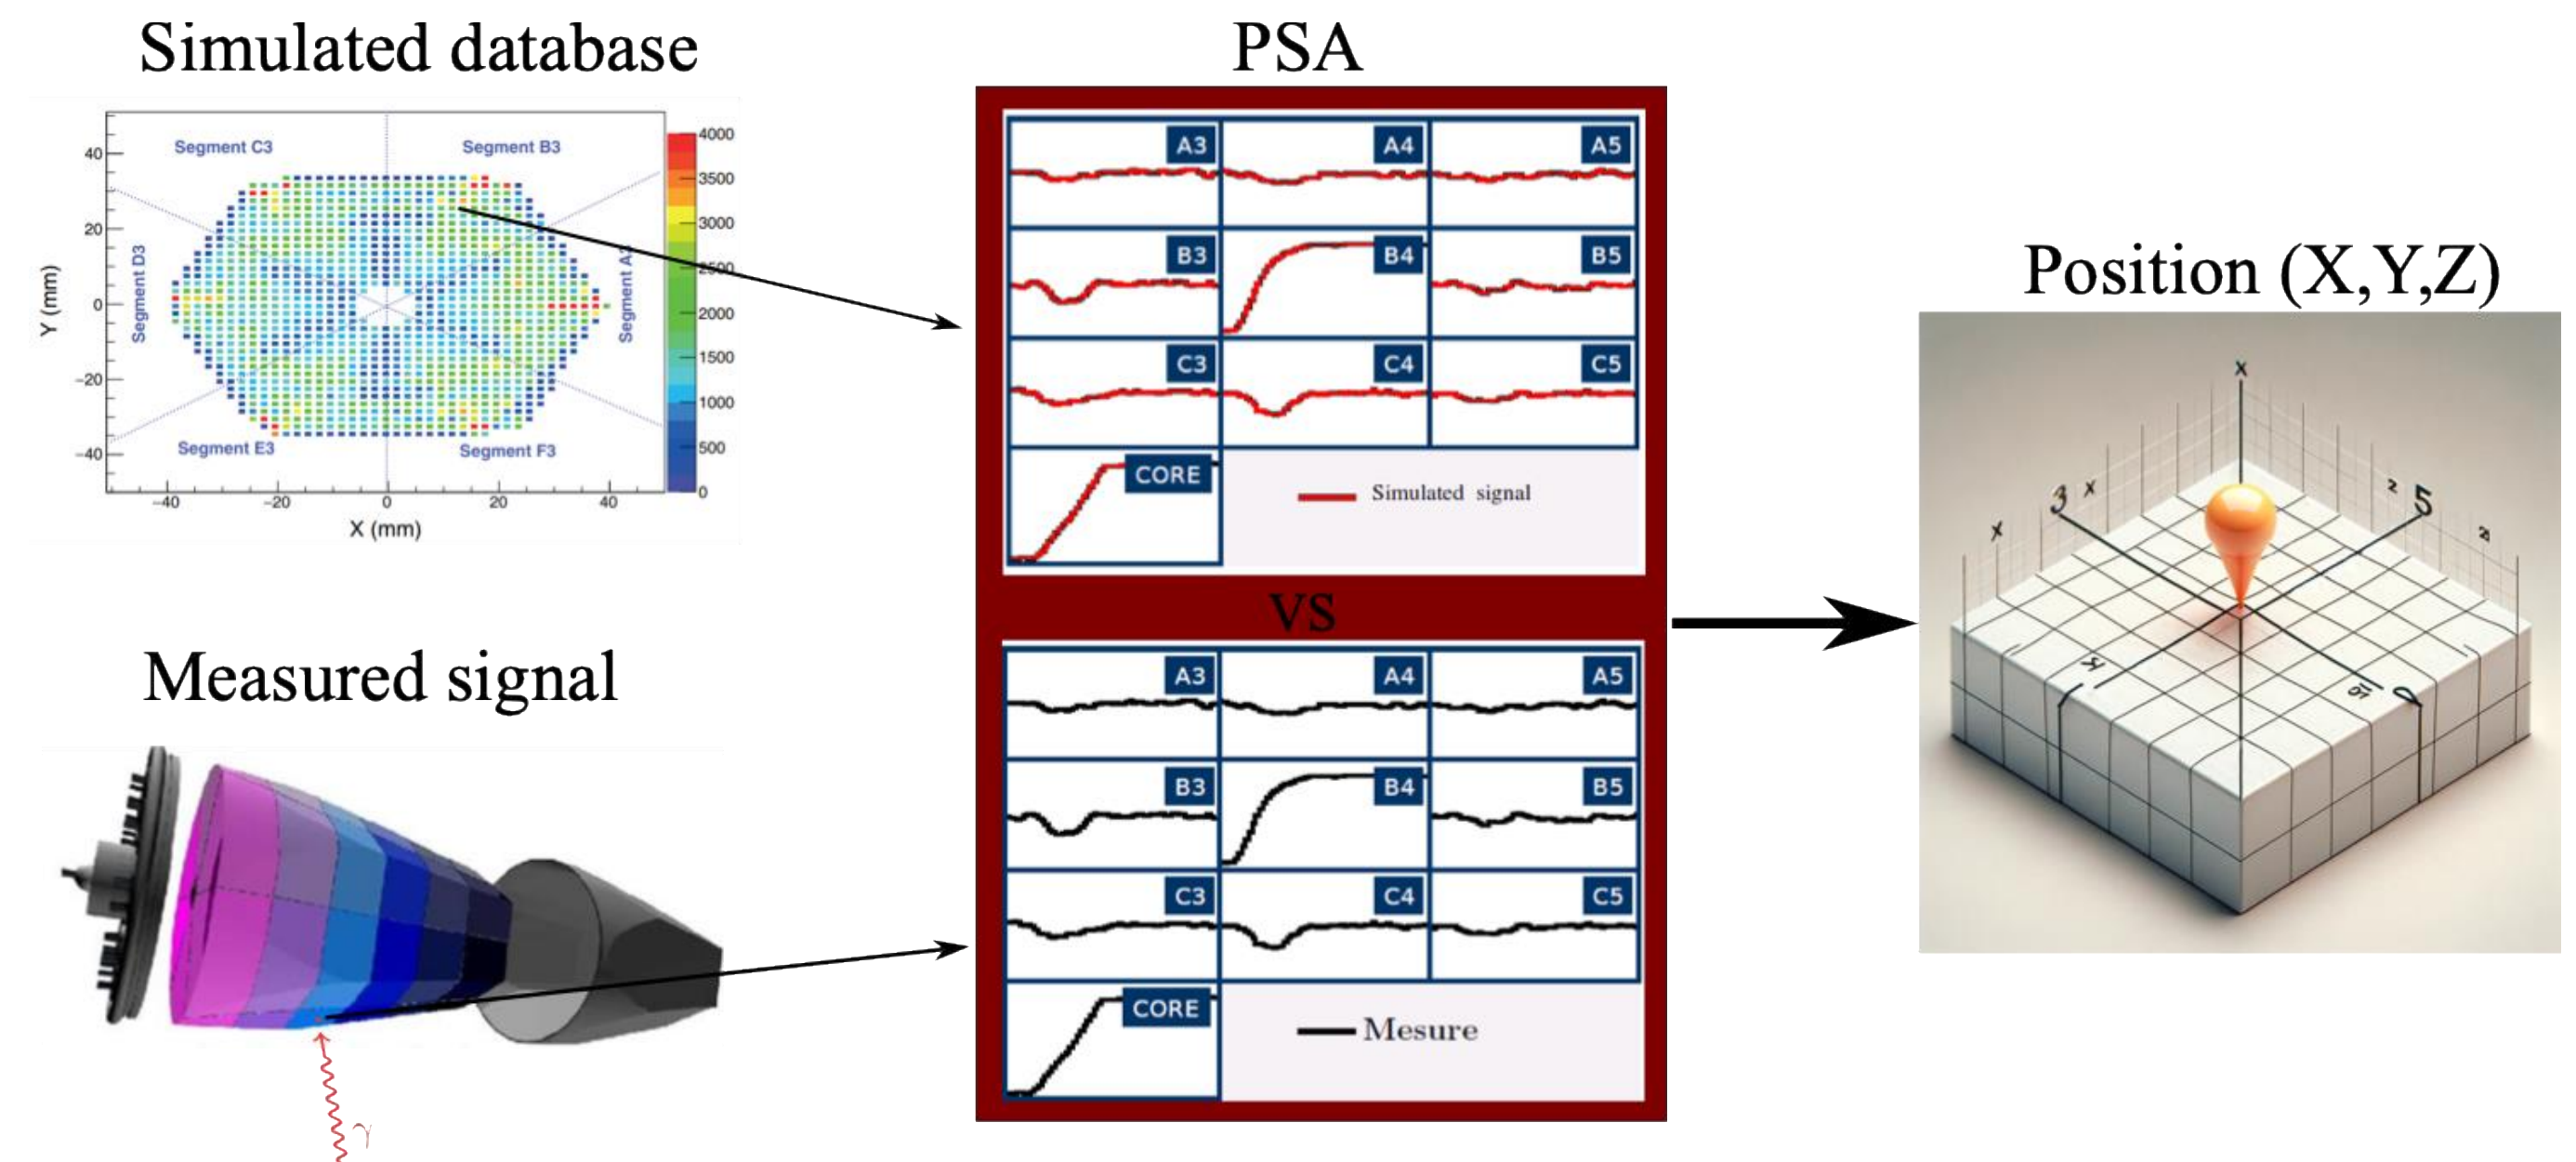 Simulated database
PSA
Position (X,Y,Z)
Segment C3
Segment B3
Segment D3
Segment E3
Segment F3
Y (mm)
40
20
0
−20
−40
−40
−20
0
20
40
X (mm)
4000
3500
3000
2500
2000
1500
1000
500
0
A3
A4
A5
B3
B4
B5
C3
C4
C5
CORE
Simulated signal
VS
Measured signal
γ
A3
A4
A5
B3
B4
B5
C3
C4
C5
CORE
Mesure
X
3
X
X
2
5